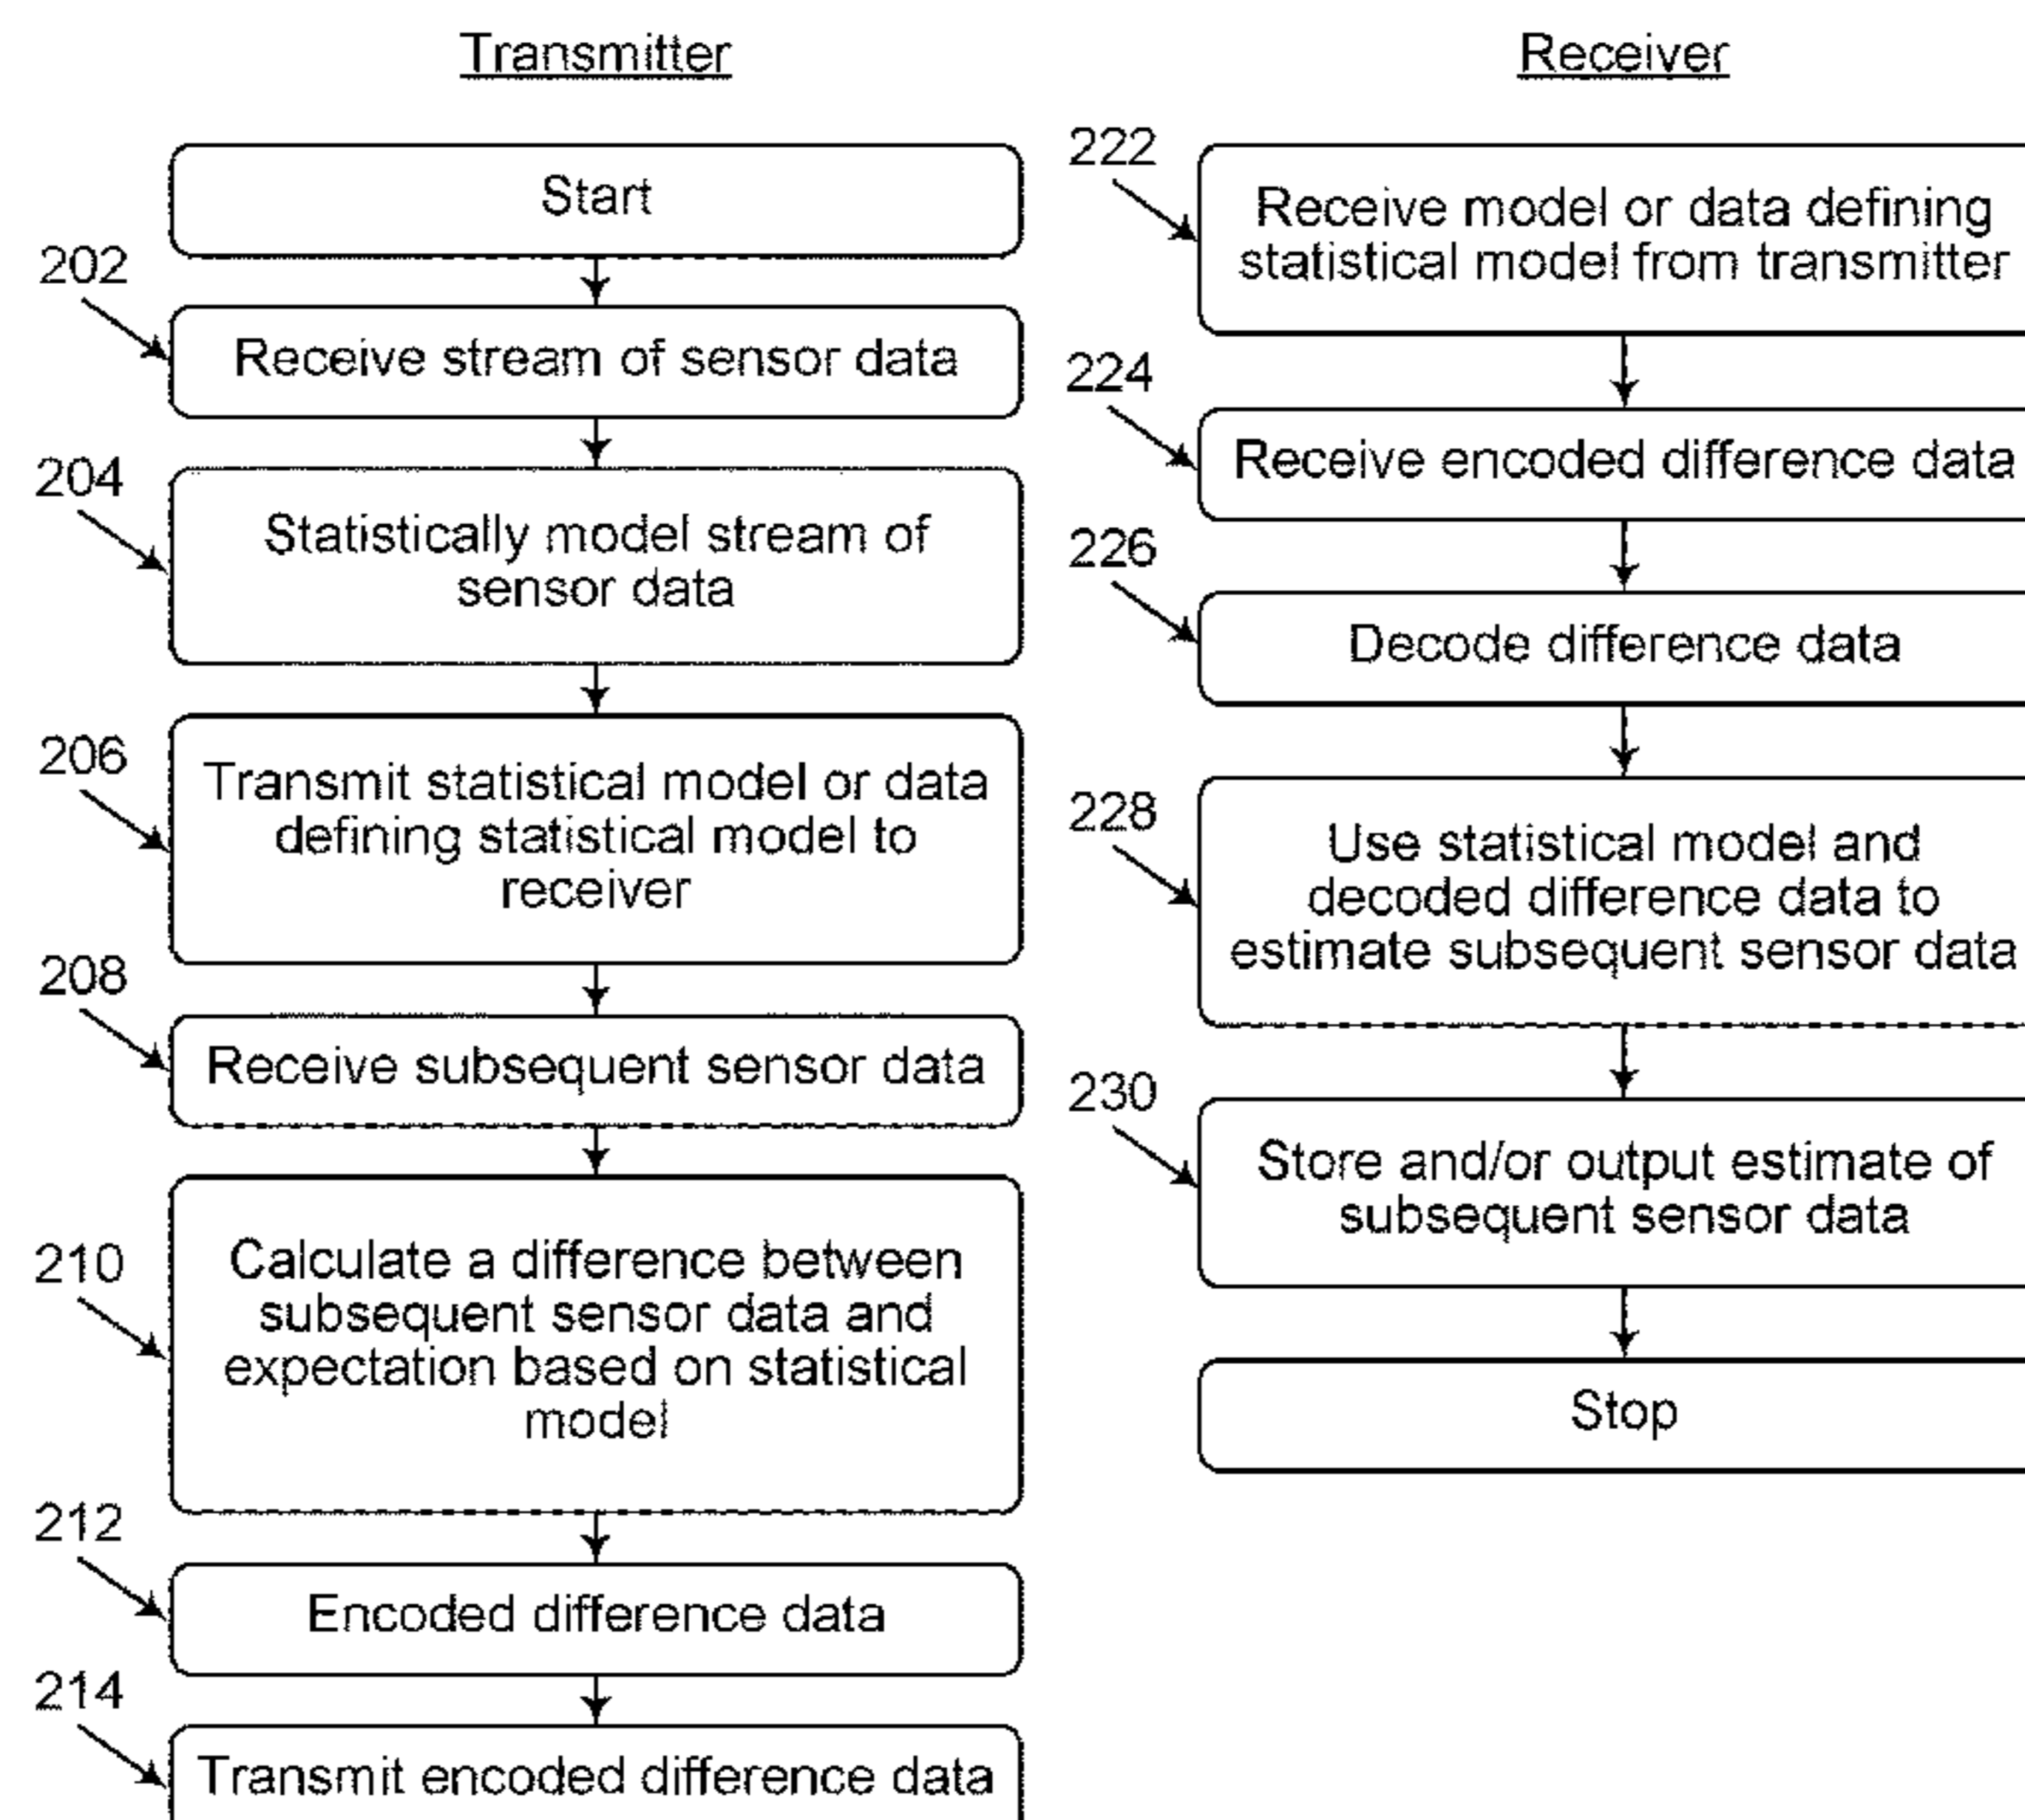 Transmitter
Start
202
Receive stream of sensor data
204
Statistically model stream of
sensor data
206
Transmit statistical model or data
defining statistical model to
receiver
208
Receive subsequent sensor data
210
Calculate a difference between
subsequent sensor data and
expectation based on statistical
model
212
Encoded difference data
214
Transmit encoded difference data
Receiver
222
Receive model or data defining
statistical model from transmitter
224
Receive encoded difference data
226
Decode difference data
228
Use statistical model and
decoded difference data to
estimate subsequent sensor data
230
Store and/or output estimate of
subsequent sensor data
Stop